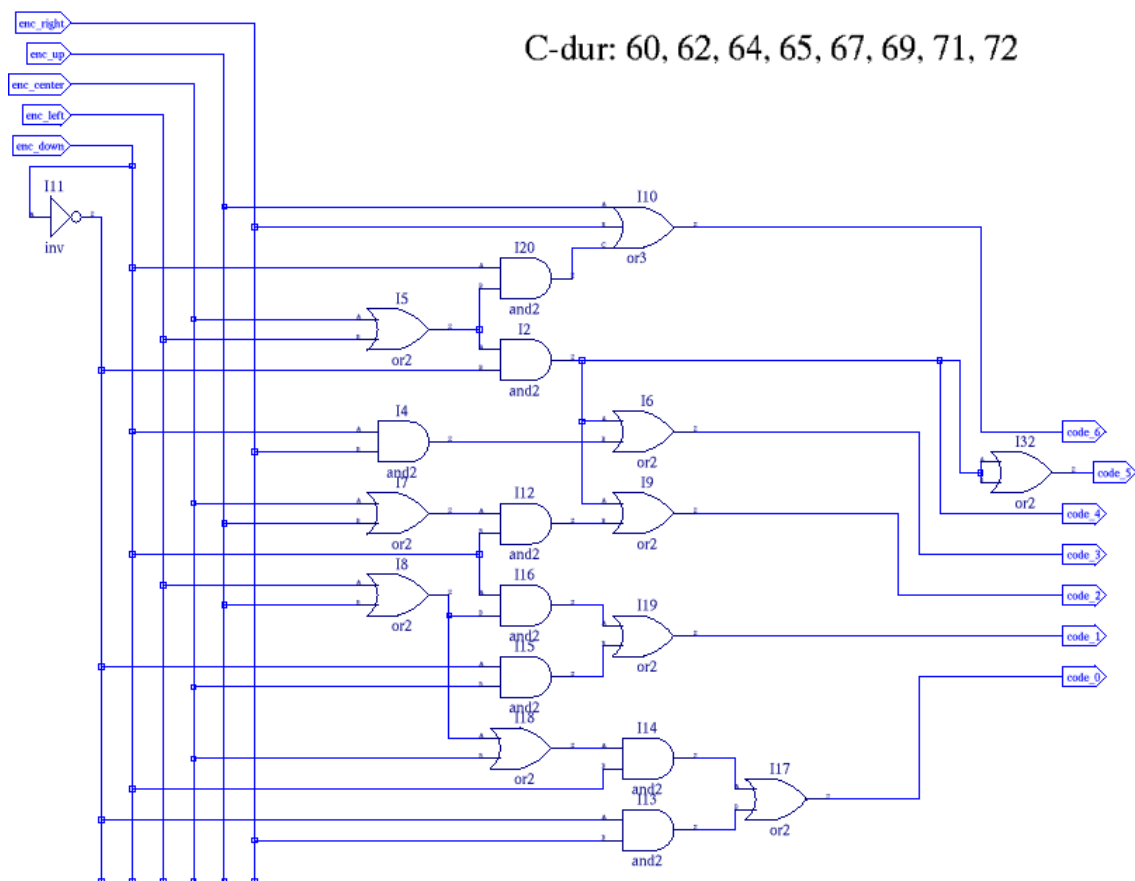 enc_right
C-dur: 60, 62, 64, 65, 67, 69, 71, 72
enc_up
enc_center
enc_left
enc_down
I11
inv
I10
or3
I20
and2
I5
or2
I2
and2
I4
and2
I6
or2
code_6
I32
or2
code_5
I7
or2
I12
and2
I9
or2
code_4
code_3
I8
or2
I16
and2
code_2
I19
or2
code_1
I15
and2
code_0
I18
or2
I14
and2
I17
or2
I13
and2